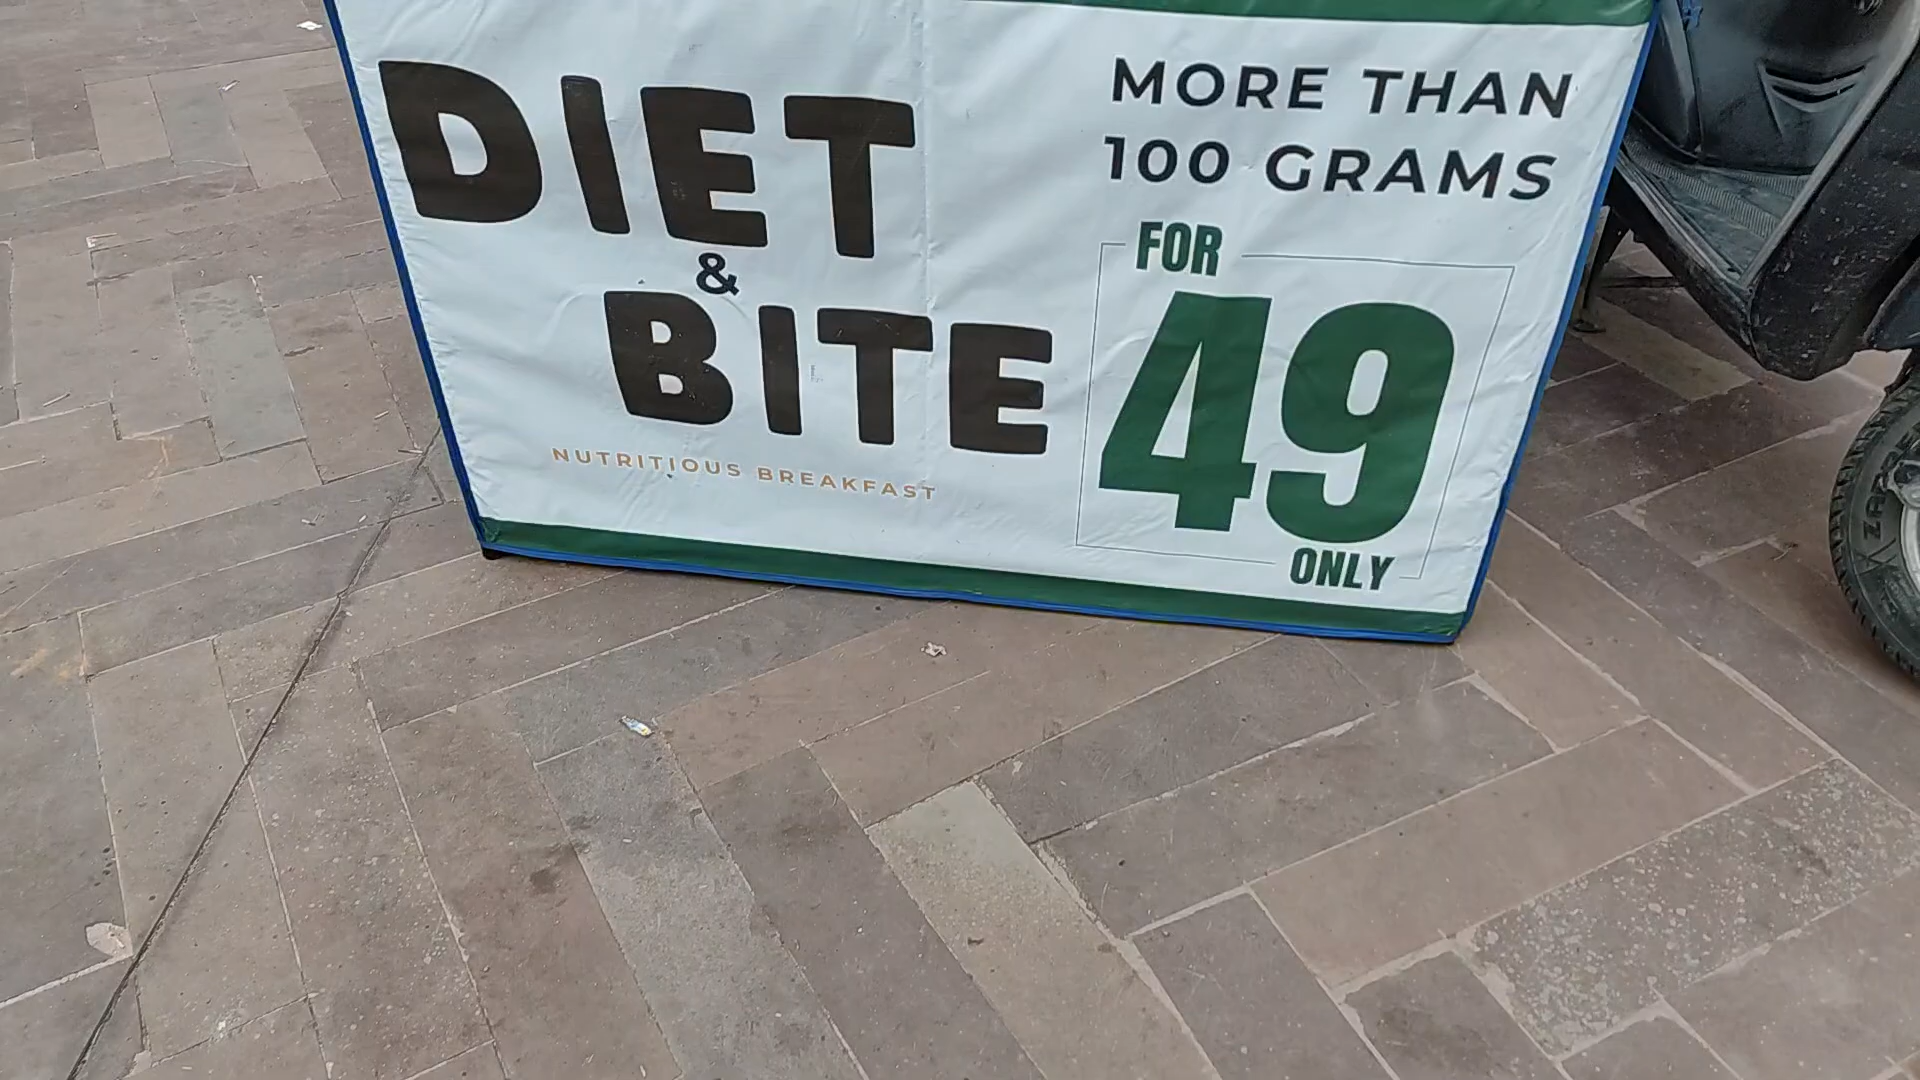 DIET
&
BITE
NUTRITIOUS BREAKFAST
MORE THAN
100 GRAMS
FOR
49
ONLY